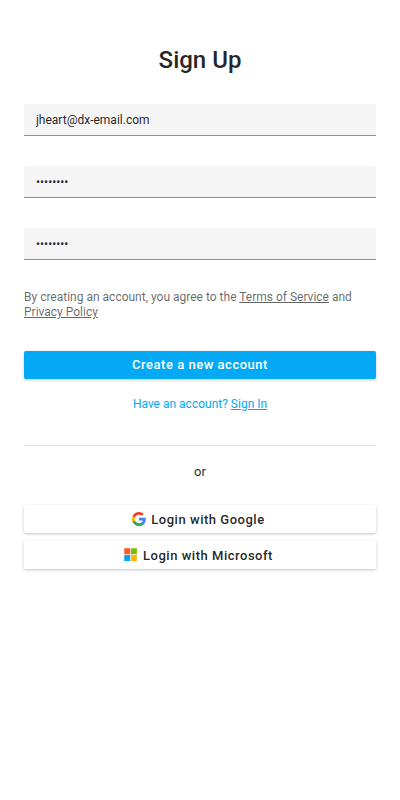 Sign Up
jheart@dx-email.com
••••••••
••••••••
By creating an account, you agree to the Terms of Service and
Privacy Policy
Create a new account
Have an account? Sign In
or
Login with Google
Login with Microsoft